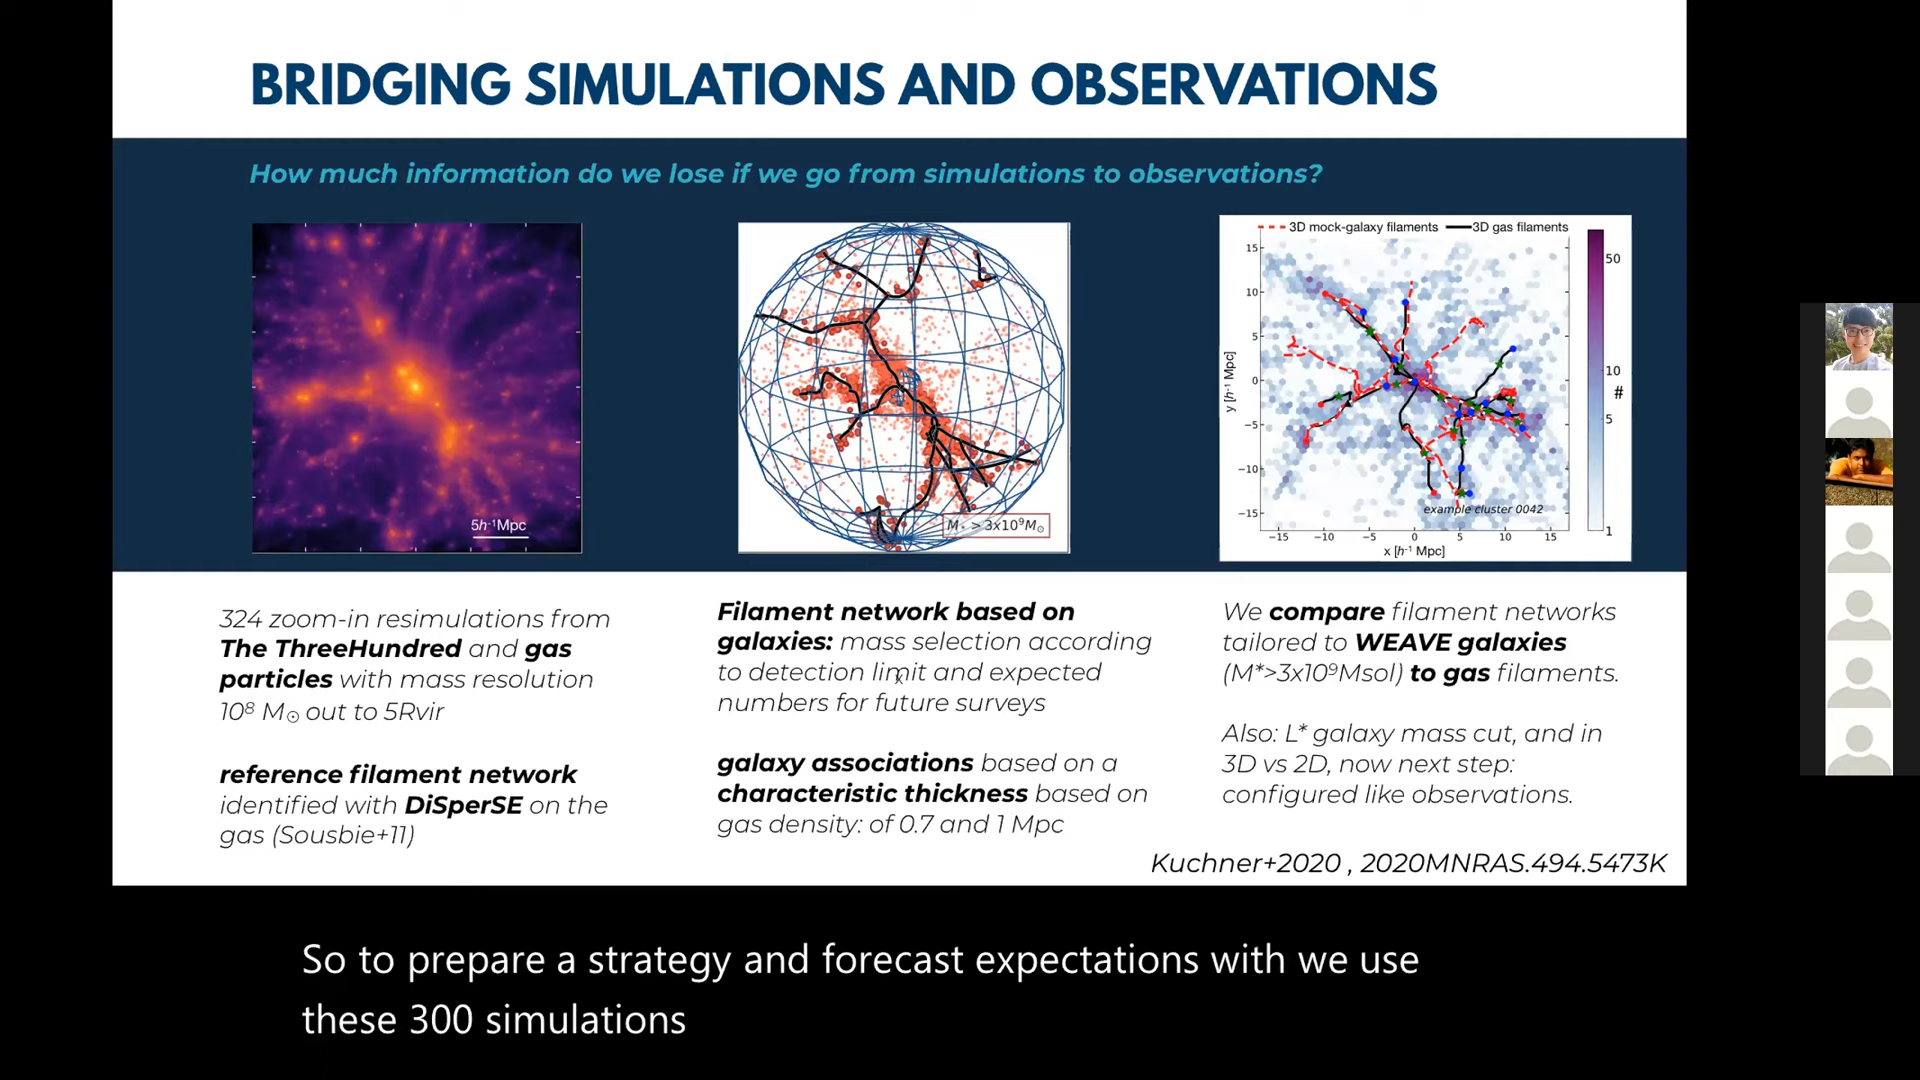 BRIDGING SIMULATIONS AND OBSERVATIONS
How much information do we lose if we go from simulations to observations?
5h⁻¹Mpc
M* > 3x10⁹M☉
3D mock-galaxy filaments
3D gas filaments
15
10
5
0
−5
−10
−15
y [h⁻¹ Mpc]
−15
−10
−5
0
5
10
15
x [h⁻¹ Mpc]
example cluster 0042
50
10
#
5
1
324 zoom-in resimulations from
The ThreeHundred and gas
particles with mass resolution
10⁸ M☉ out to 5Rvir
reference filament network
identified with DiSperSE on the
gas (Sousbie+11)
Filament network based on
galaxies: mass selection according
to detection limit and expected
numbers for future surveys
galaxy associations based on a
characteristic thickness based on
gas density: of 0.7 and 1 Mpc
We compare filament networks
tailored to WEAVE galaxies
(M*>3x10⁹Msol) to gas filaments.
Also: L* galaxy mass cut, and in
3D vs 2D, now next step:
configured like observations.
Kuchner+2020 , 2020MNRAS.494.5473K
So to prepare a strategy and forecast expectations with we use
these 300 simulations